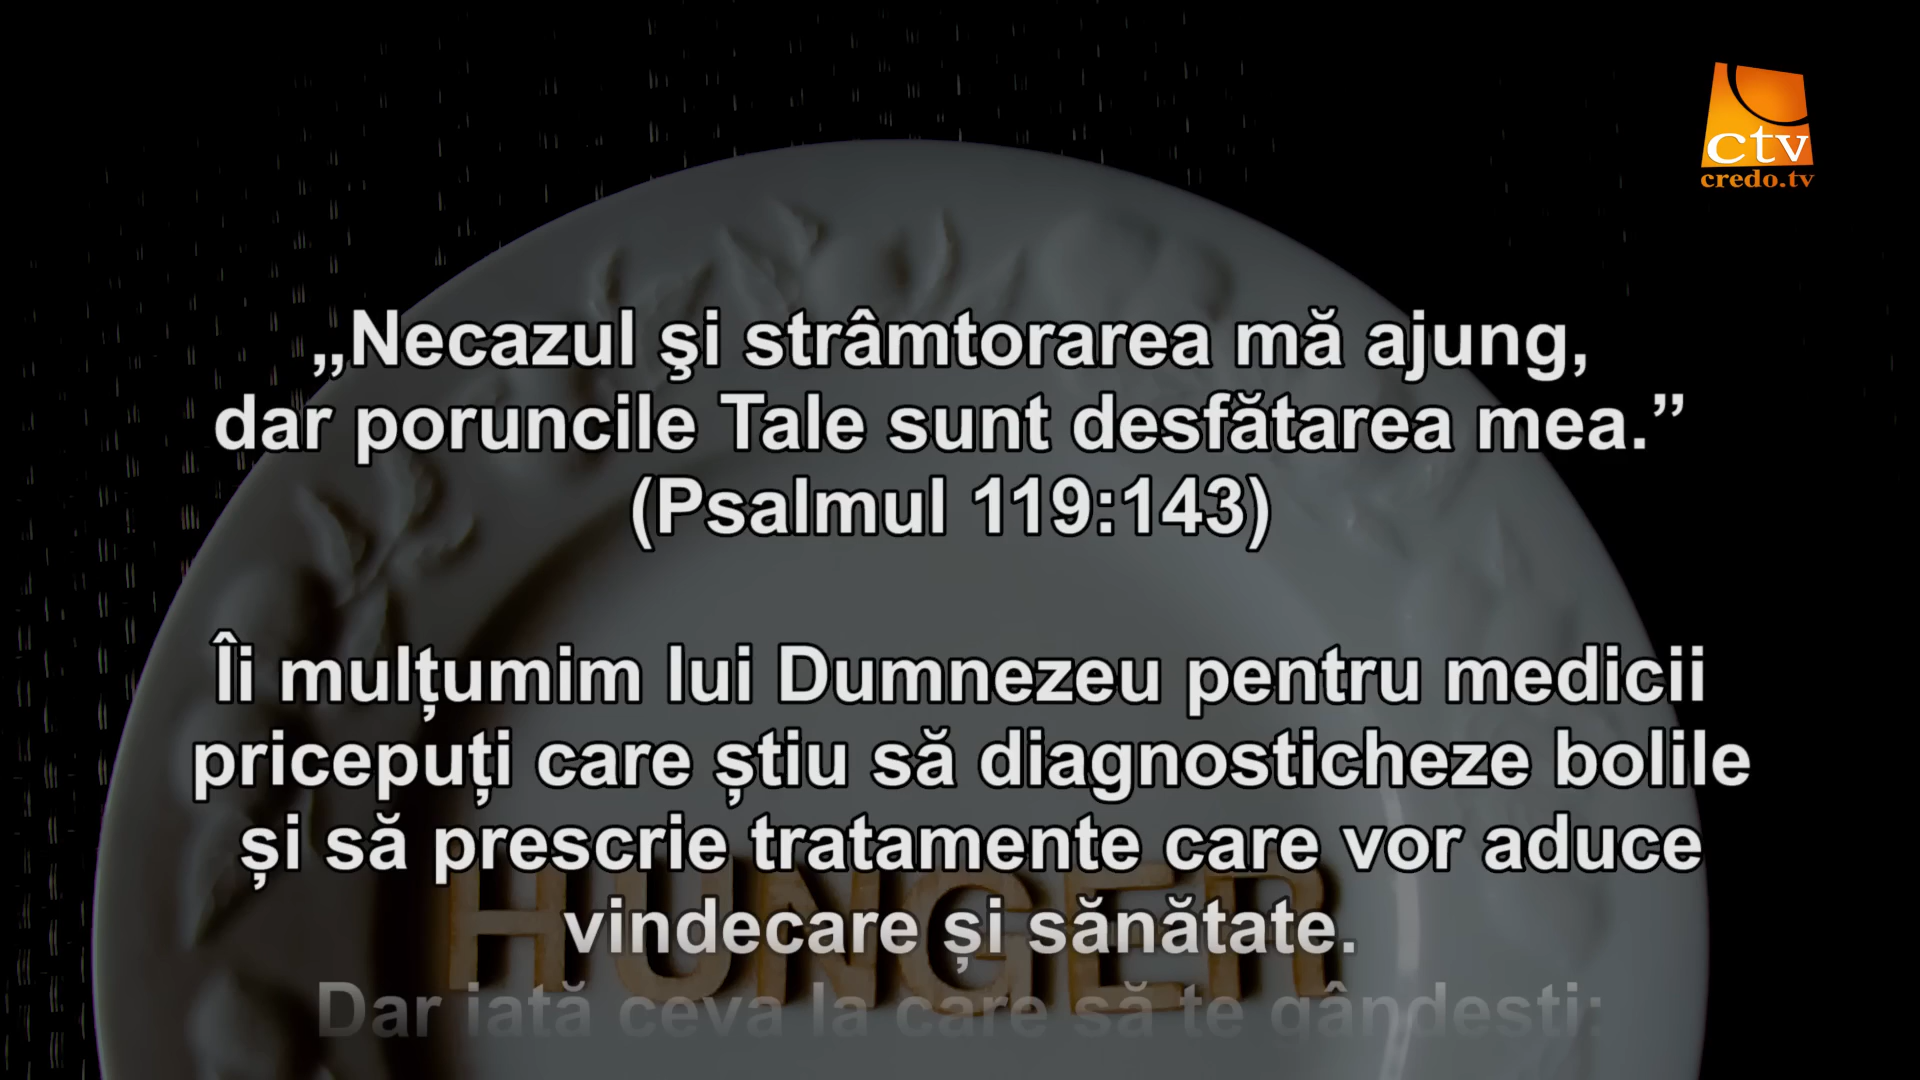 ctv
credo.tv
„Necazul şi strâmtorarea mă ajung,
dar poruncile Tale sunt desfătarea mea.”
(Psalmul 119:143)
Îi mulțumim lui Dumnezeu pentru medicii
pricepuți care știu să diagnosticheze bolile
și să prescrie tratamente care vor aduce
vindecare și sănătate.
HUNGER
Dar iată ceva la care să te gândești: